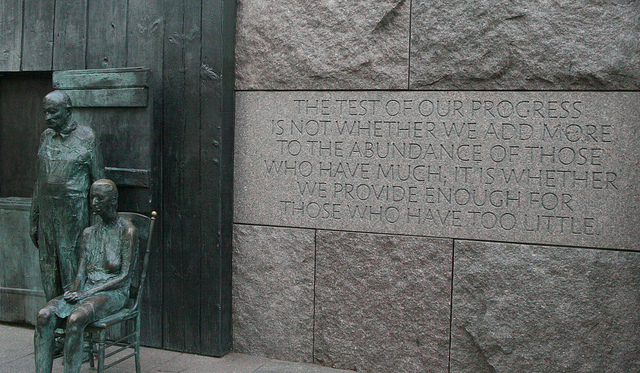 THE TEST OF OUR PROGRESS
IS NOT WHETHER WE ADD MORE
TO THE ABUNDANCE OF THOSE
WHO HAVE MUCH; IT IS WHETHER
WE PROVIDE ENOUGH FOR
THOSE WHO HAVE TOO LITTLE.